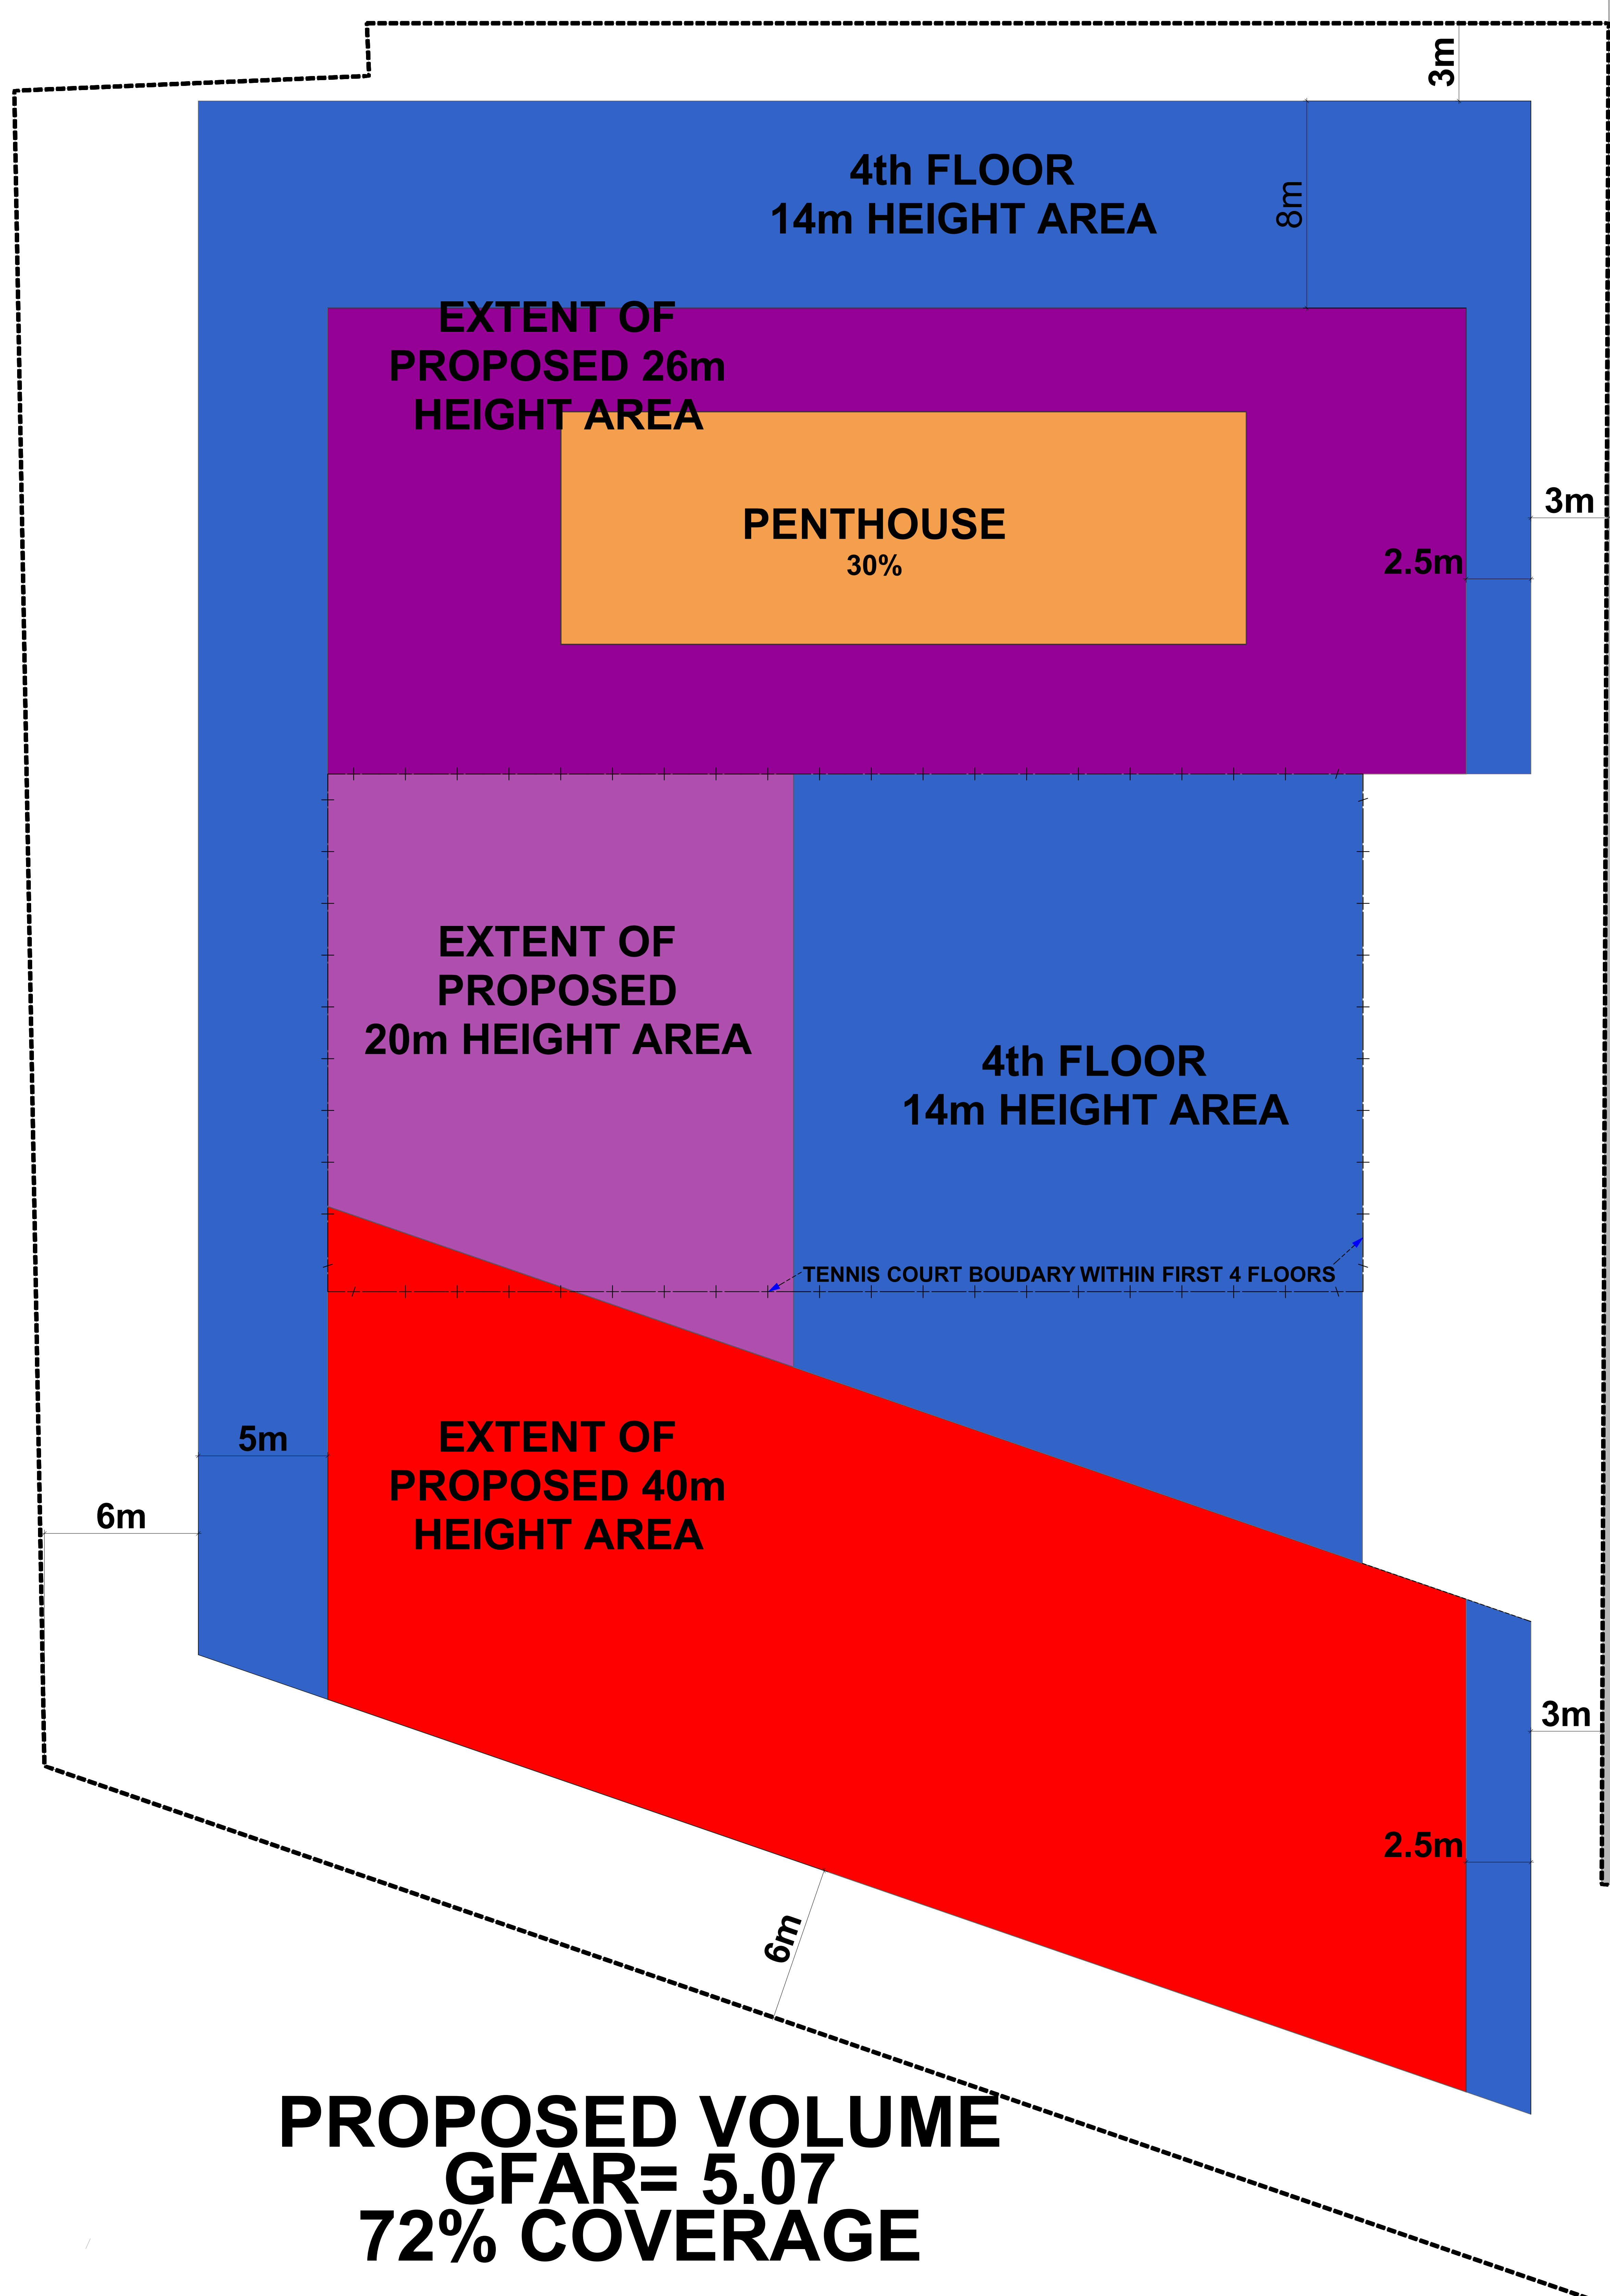 3m
4th FLOOR
14m HEIGHT AREA
8m
EXTENT OF
PROPOSED 26m
HEIGHT AREA
PENTHOUSE
30%
3m
2.5m
EXTENT OF
PROPOSED
20m HEIGHT AREA
4th FLOOR
14m HEIGHT AREA
TENNIS COURT BOUDARY WITHIN FIRST 4 FLOORS
5m
EXTENT OF
PROPOSED 40m
HEIGHT AREA
6m
3m
2.5m
6m
PROPOSED VOLUME
GFAR= 5.07
72% COVERAGE